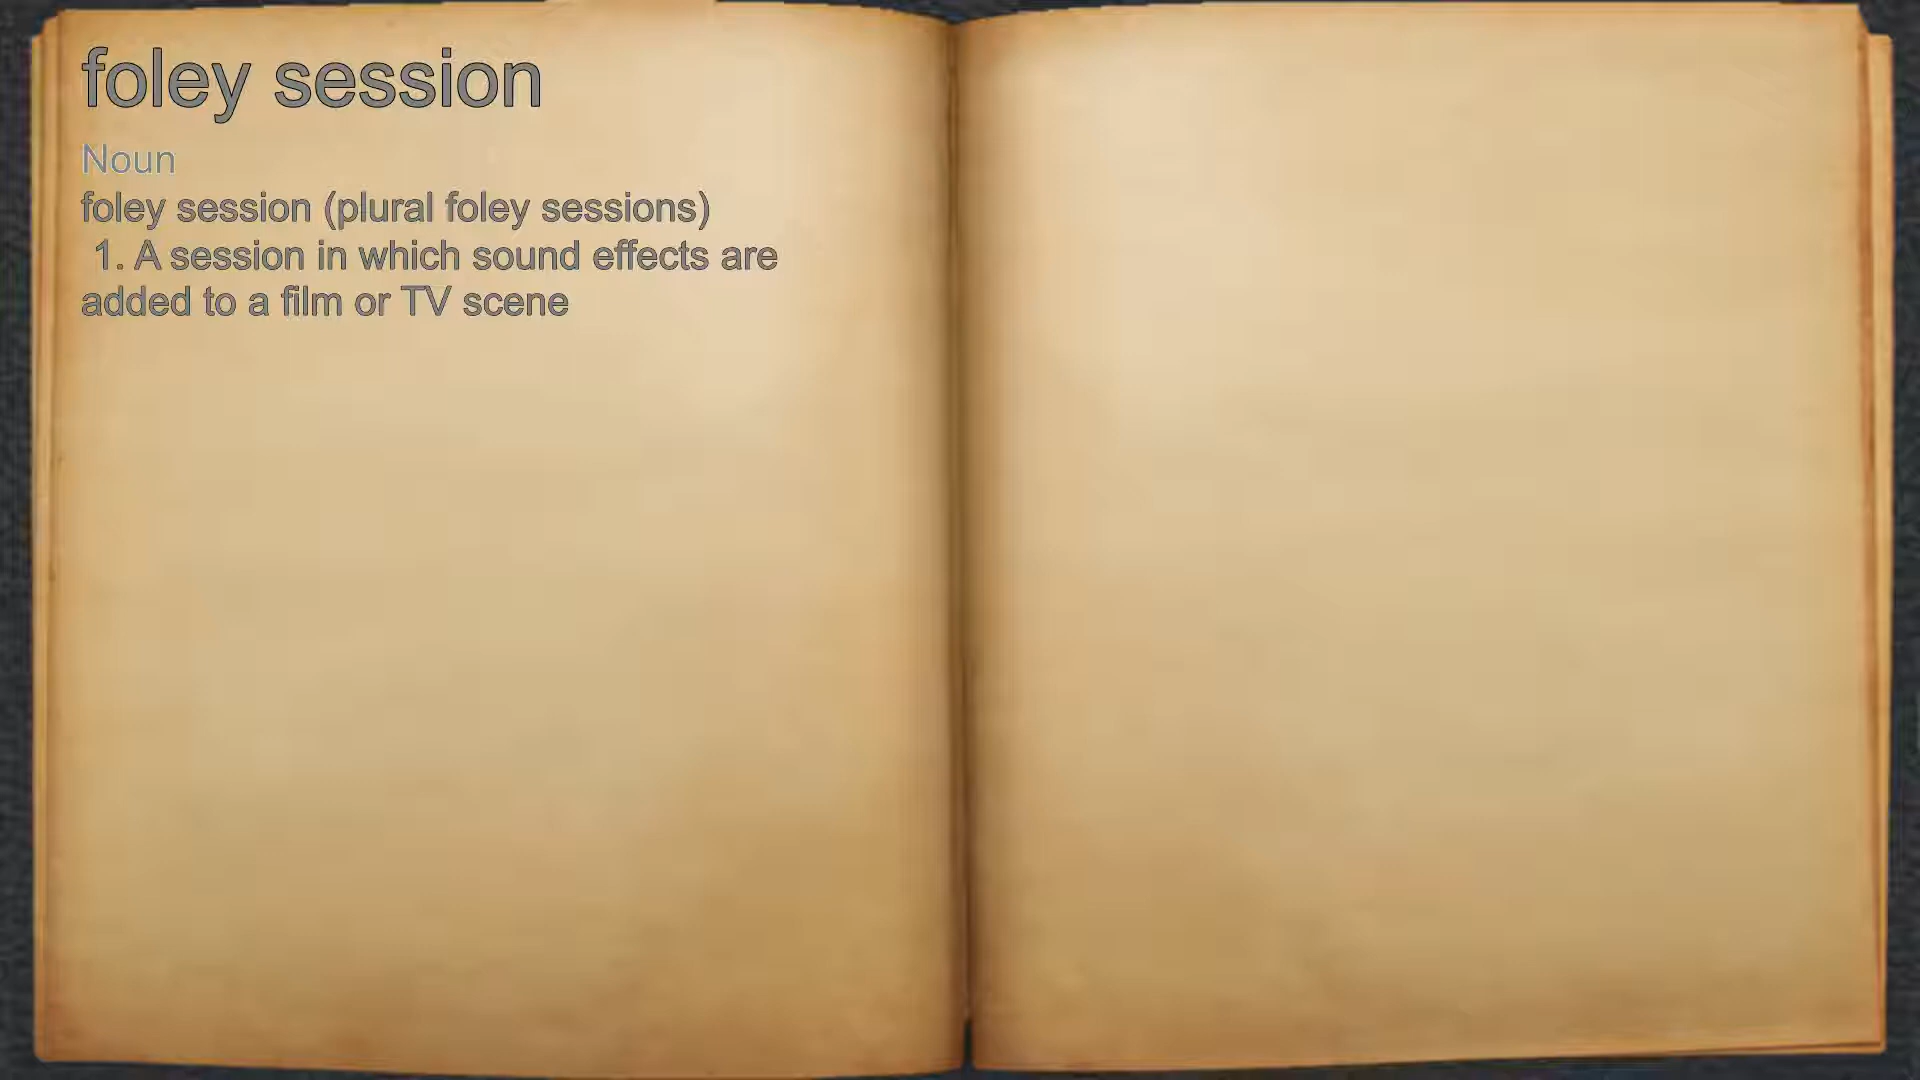 foley session
Noun
foley session (plural foley sessions)
1. A session in which sound effects are
added to a film or TV scene